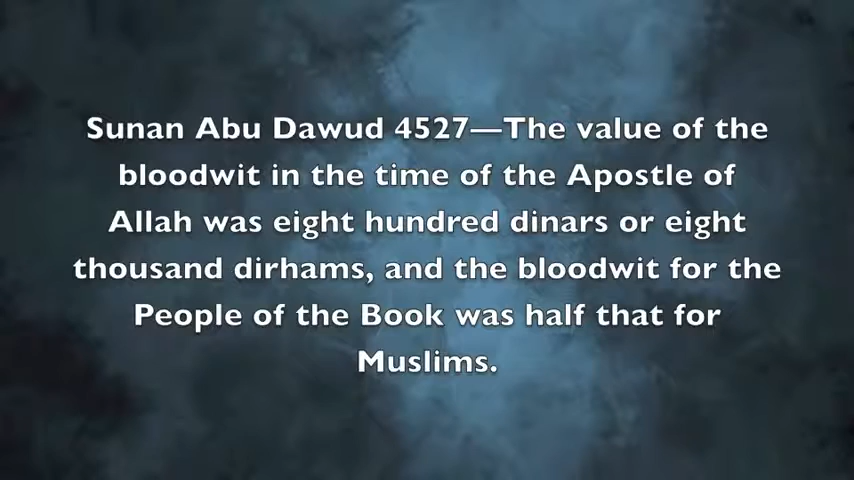 Sunan Abu Dawud 4527—The value of the
bloodwit in the time of the Apostle of
Allah was eight hundred dinars or eight
thousand dirhams, and the bloodwit for the
People of the Book was half that for
Muslims.